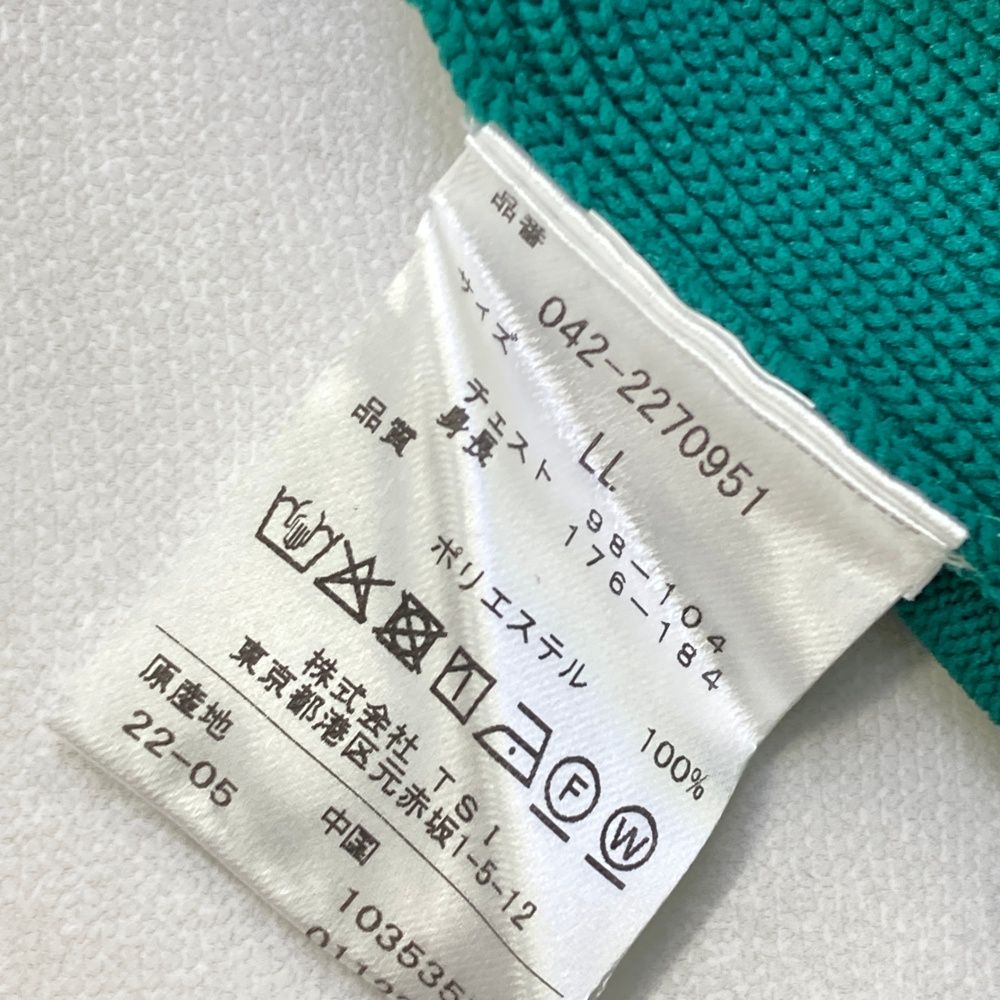 品番 042-2270951
サイズ LL
チェスト 98-104
身長 176-184
品質
ポリエステル 100%
F W
株式会社 TSI
東京都港区元赤坂1-5-12
原産地 中国
22-05